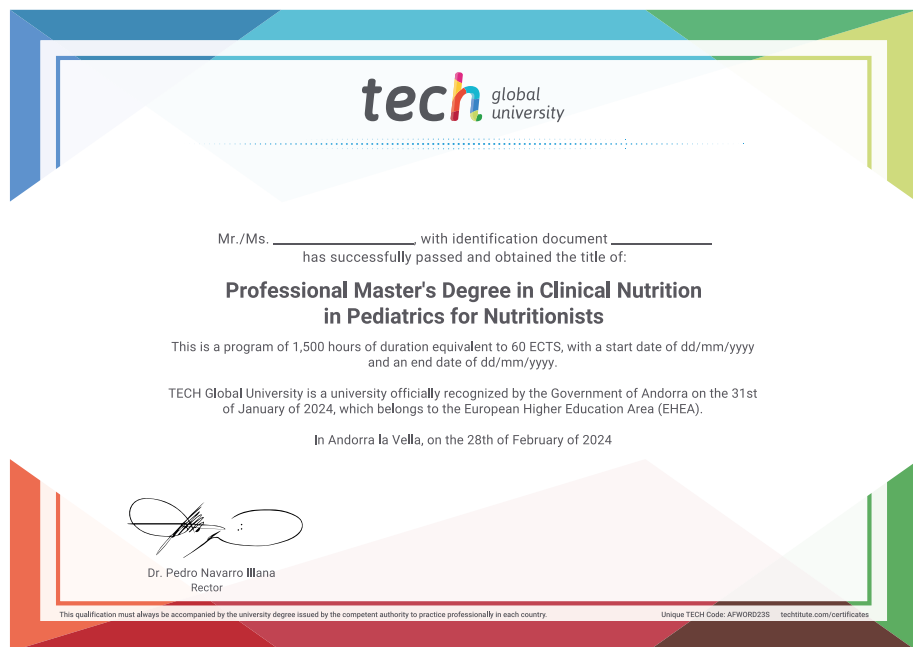 tech global university
Mr./Ms. ____________, with identification document ____________
has successfully passed and obtained the title of:
Professional Master's Degree in Clinical Nutrition
in Pediatrics for Nutritionists
This is a program of 1,500 hours of duration equivalent to 60 ECTS, with a start date of dd/mm/yyyy
and an end date of dd/mm/yyyy.
TECH Global University is a university officially recognized by the Government of Andorra on the 31st
of January of 2024, which belongs to the European Higher Education Area (EHEA).
In Andorra la Vella, on the 28th of February of 2024
Dr. Pedro Navarro Illana
Rector
This qualification must always be accompanied by the university degree issued by the competent authority to practice professionally in each country. Unique TECH Code: AFWORD23S techtitute.com/certificates